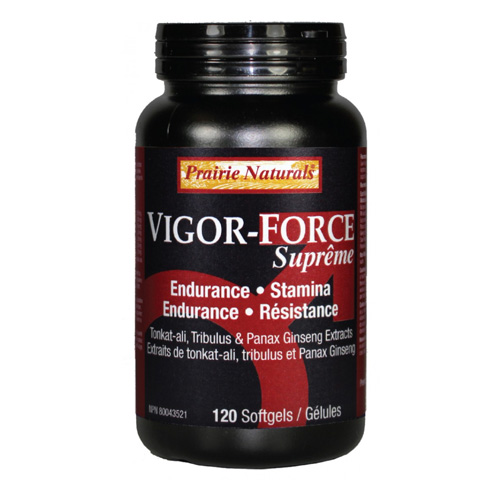 Prairie Naturals®
VIGOR-FORCE
Suprême
Endurance • Stamina
Endurance • Résistance
Tonkat-ali, Tribulus & Panax Ginseng Extracts
Extraits de tonkat-ali, tribulus et Panax Ginseng
NPN 80043521
120 Softgels / Gélules